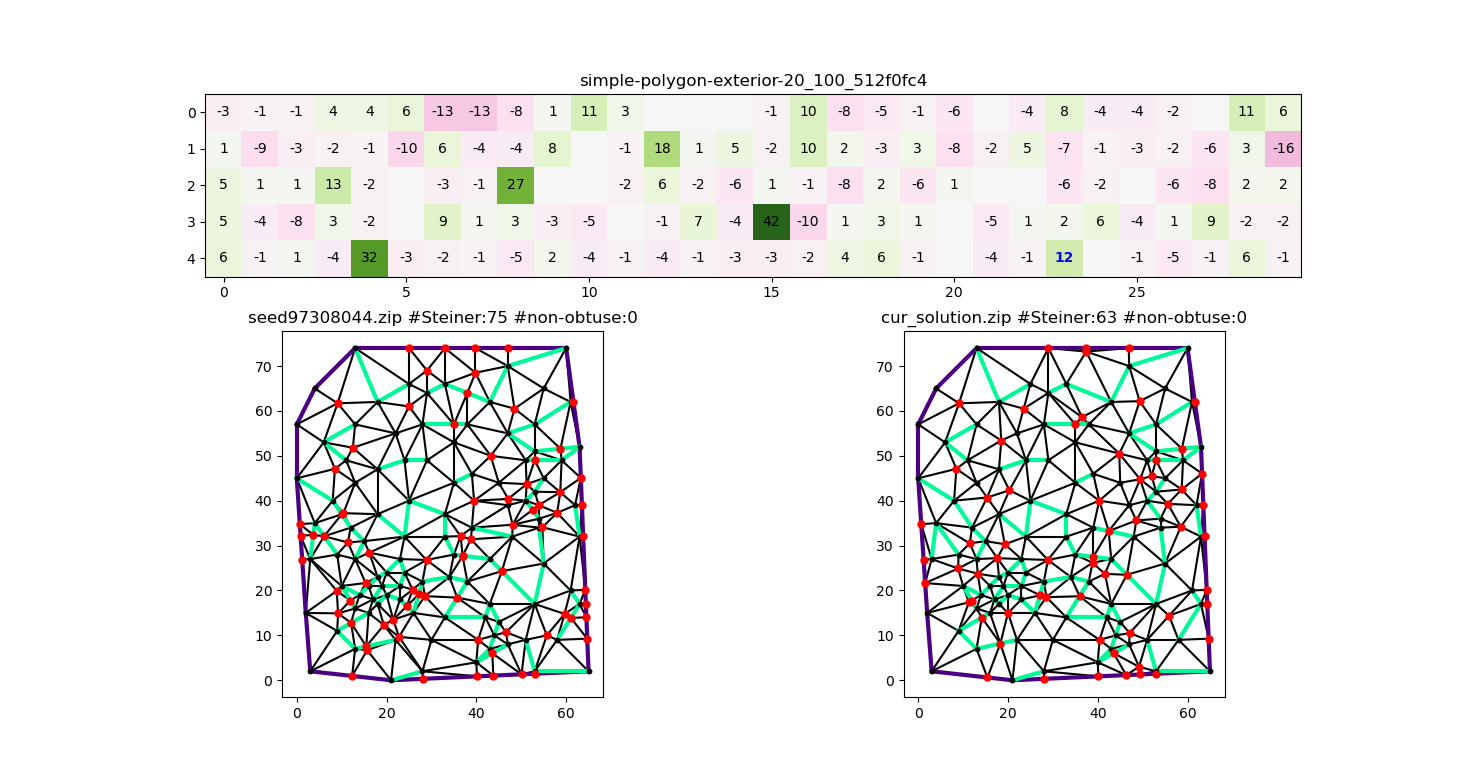 simple-polygon-exterior-20_100_512f0fc4
0 -3 -1 -1 4 4 6 -13 -13 -8 1 11 3 -1 10 -8 -5 -1 -6 -4 8 -4 -4 -2 11 6
1 1 -9 -3 -2 -1 -10 6 -4 -4 8 -1 18 1 5 -2 10 2 -3 3 -8 -2 5 -7 -1 -3 -2 -6 3 -16
2 5 1 1 13 -2 -3 -1 27 -2 6 -2 -6 1 -1 -8 2 -6 1 -6 -2 -6 -8 2 2
3 5 -4 -8 3 -2 9 1 3 -3 -5 -1 7 -4 42 -10 1 3 1 -5 1 2 6 -4 1 9 -2 -2
4 6 -1 1 -4 32 -3 -2 -1 -5 2 -4 -1 -4 -1 -3 -3 -2 4 6 -1 -4 -1 12 -1 -5 -1 6 -1
0 5 10 15 20 25
seed97308044.zip #Steiner:75 #non-obtuse:0
70
60
50
40
30
20
10
0
0 20 40 60
cur_solution.zip #Steiner:63 #non-obtuse:0
70
60
50
40
30
20
10
0
0 20 40 60